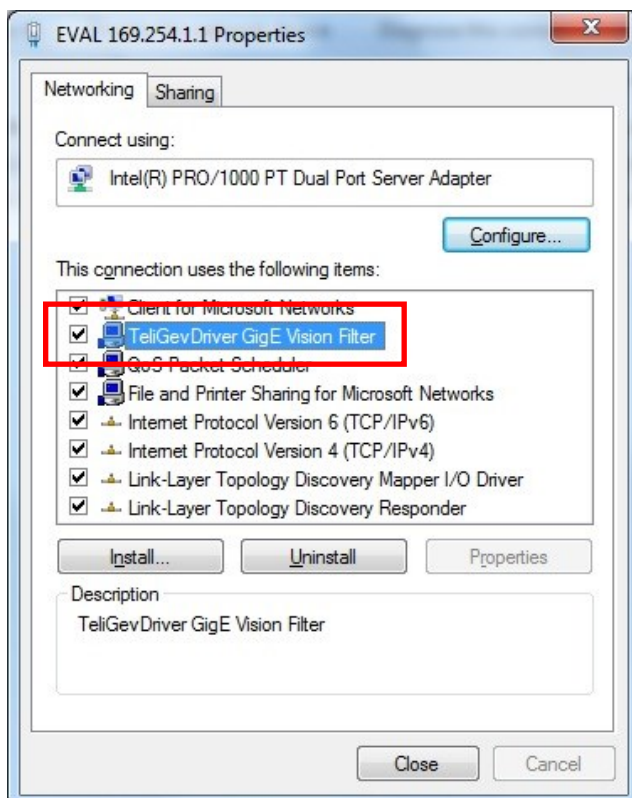 EVAL 169.254.1.1 Properties
Networking Sharing
Connect using:
Intel(R) PRO/1000 PT Dual Port Server Adapter
Configure...
This connection uses the following items:
Client for Microsoft Networks
TeliGevDriver GigE Vision Filter
QoS Packet Scheduler
File and Printer Sharing for Microsoft Networks
Internet Protocol Version 6 (TCP/IPv6)
Internet Protocol Version 4 (TCP/IPv4)
Link-Layer Topology Discovery Mapper I/O Driver
Link-Layer Topology Discovery Responder
Install... Uninstall Properties
Description
TeliGevDriver GigE Vision Filter
Close Cancel